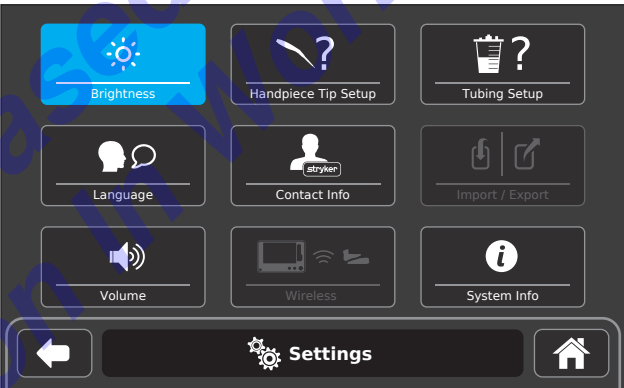 Brightness
Handpiece Tip Setup
Tubing Setup
Language
stryker
Contact Info
Import / Export
Volume
Wireless
i
System Info
Settings